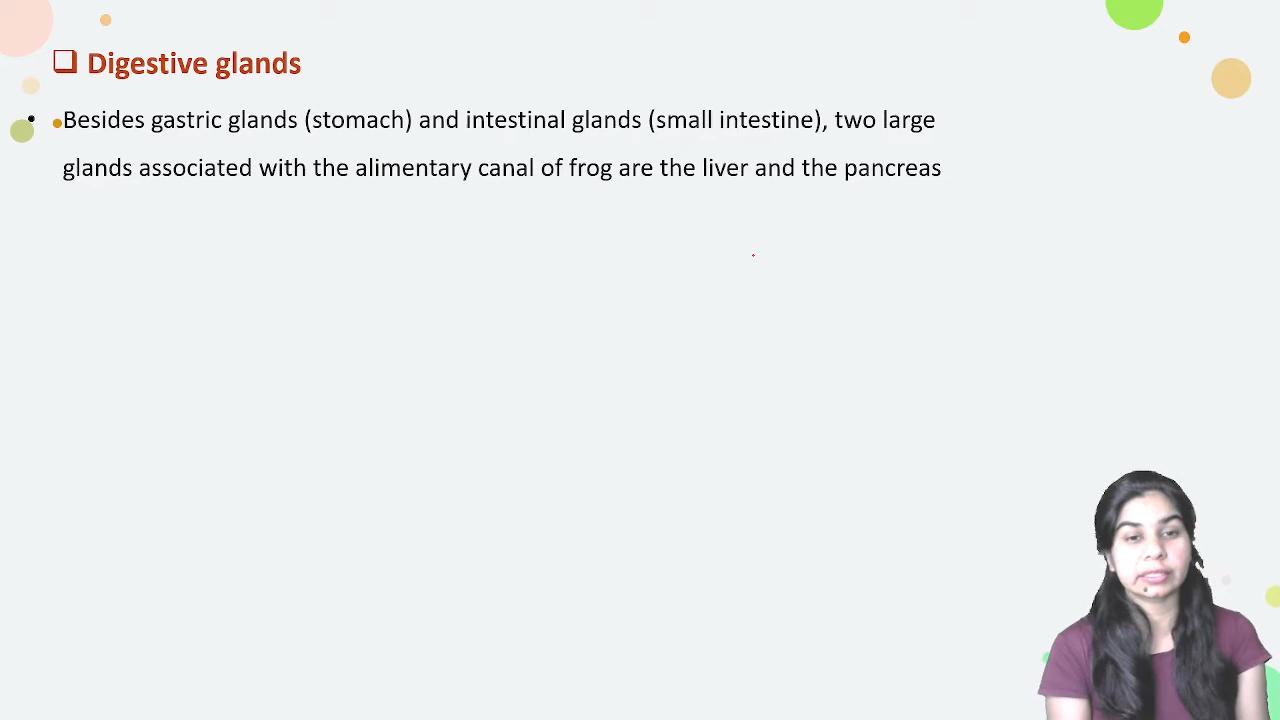 Digestive glands
Besides gastric glands (stomach) and intestinal glands (small intestine), two large
glands associated with the alimentary canal of frog are the liver and the pancreas